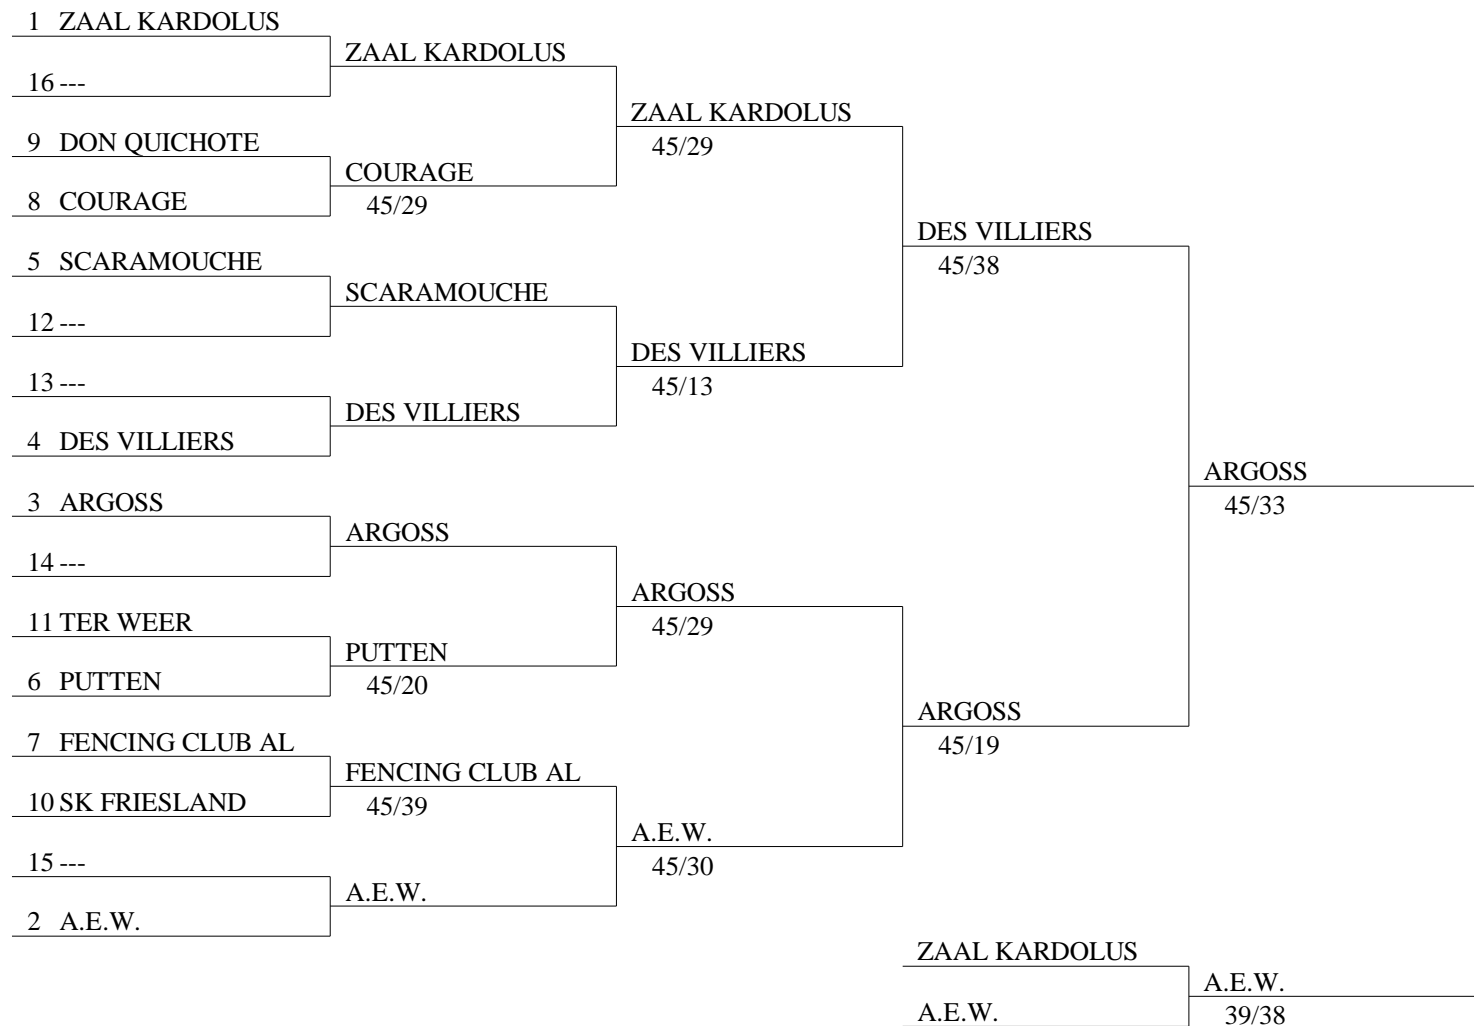 1 ZAAL KARDOLUS
16 ---
9 DON QUICHOTE
8 COURAGE
5 SCARAMOUCHE
12 ---
13 ---
4 DES VILLIERS
3 ARGOSS
14 ---
11 TER WEER
6 PUTTEN
7 FENCING CLUB AL
10 SK FRIESLAND
15 ---
2 A.E.W.
ZAAL KARDOLUS
COURAGE
45/29
SCARAMOUCHE
DES VILLIERS
ARGOSS
PUTTEN
45/20
FENCING CLUB AL
45/39
A.E.W.
ZAAL KARDOLUS
45/29
DES VILLIERS
45/13
ARGOSS
45/29
A.E.W.
45/30
DES VILLIERS
45/38
ARGOSS
45/19
ARGOSS
45/33
ZAAL KARDOLUS
A.E.W.
A.E.W.
39/38